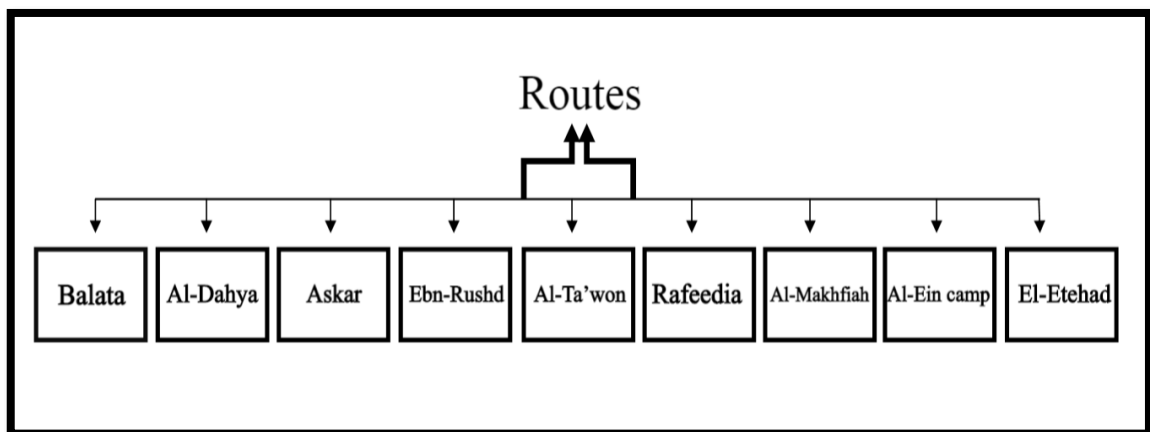 Routes
Balata
Al-Dahya
Askar
Ebn-Rushd
Al-Ta’won
Rafeedia
Al-Makhfiah
Al-Ein camp
El-Etehad